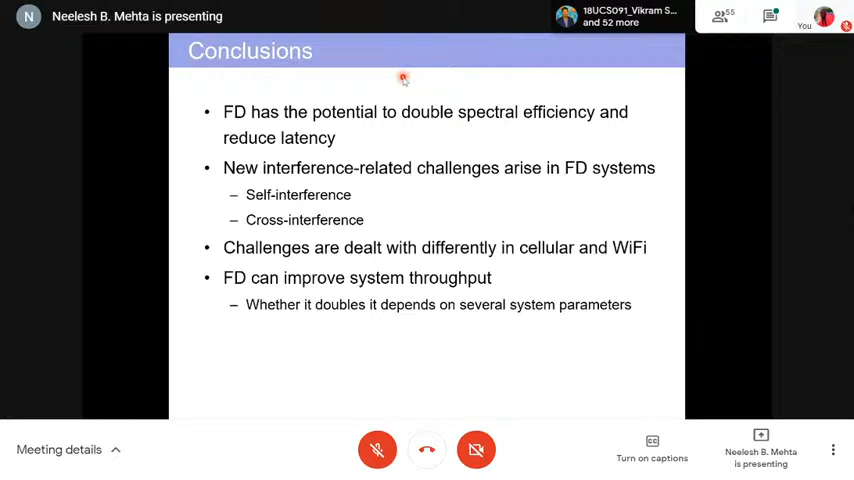 N
Neelesh B. Mehta is presenting
18UCS091_Vikram S...
and 52 more
55
You
Conclusions
• FD has the potential to double spectral efficiency and
reduce latency
• New interference-related challenges arise in FD systems
– Self-interference
– Cross-interference
• Challenges are dealt with differently in cellular and WiFi
• FD can improve system throughput
– Whether it doubles it depends on several system parameters
Meeting details
CC
Turn on captions
Neelesh B. Mehta
is presenting